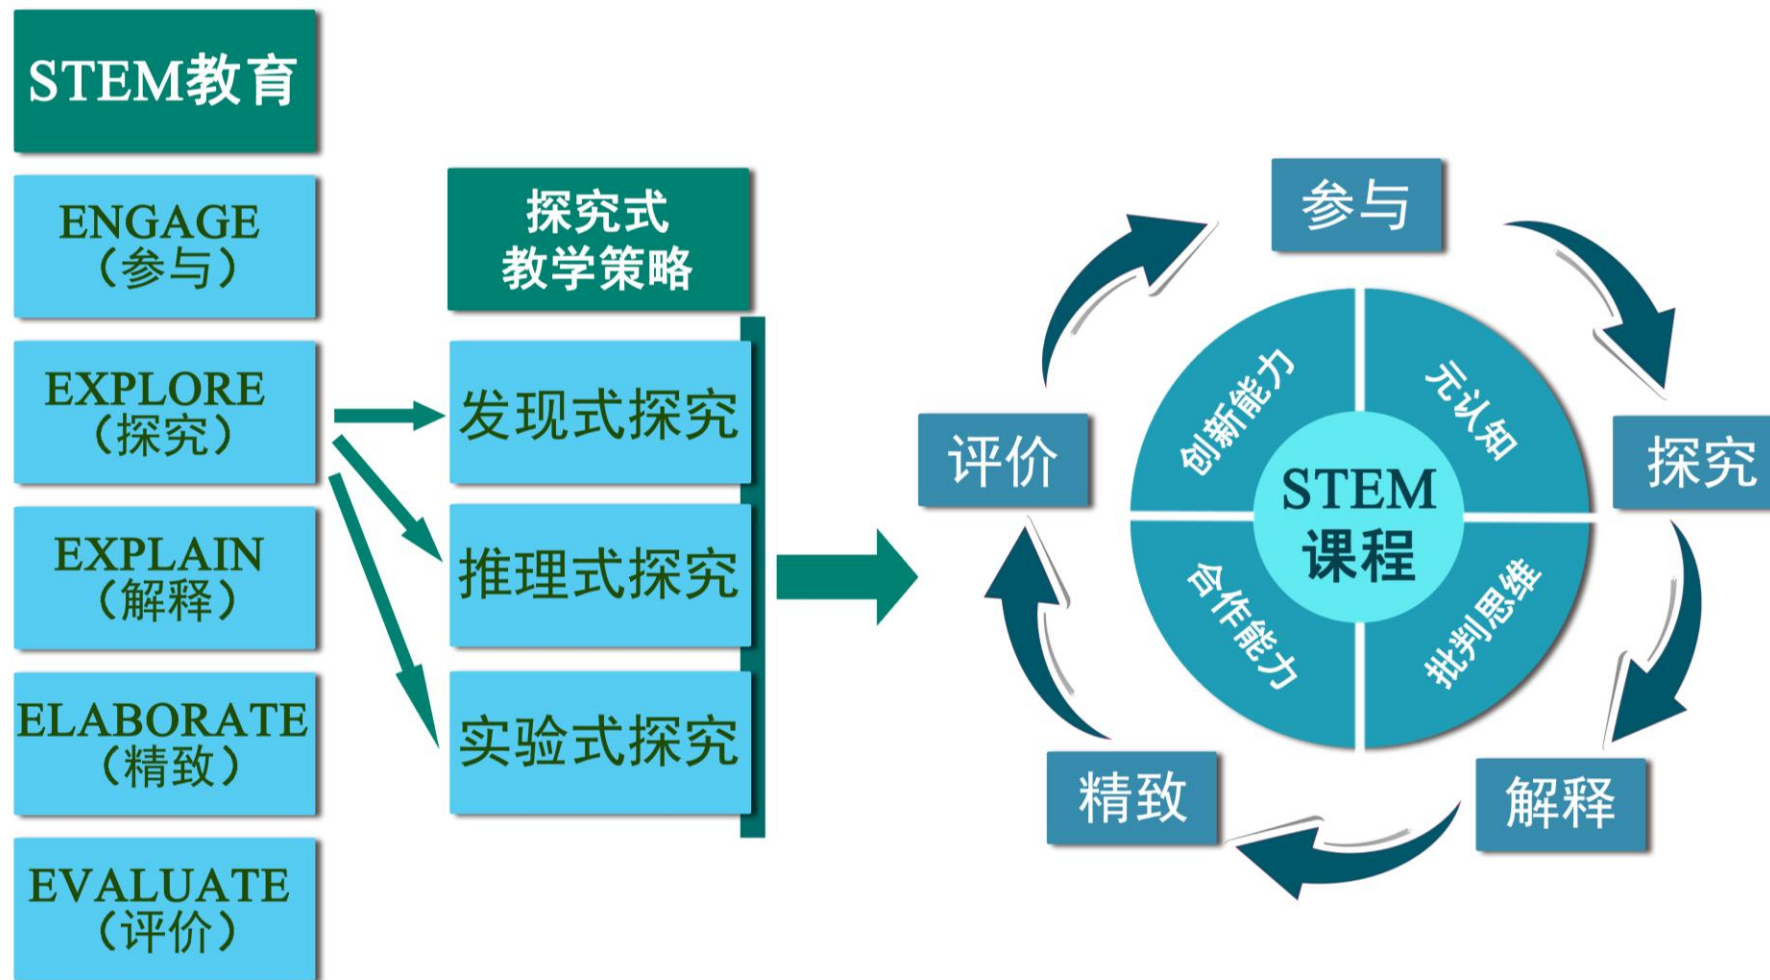 STEM教育
ENGAGE
（参与）
EXPLORE
（探究）
EXPLAIN
（解释）
ELABORATE
（精致）
EVALUATE
（评价）
探究式
教学策略
发现式探究
推理式探究
实验式探究
参与
探究
解释
精致
评价
创新能力
元认知
批判思维
合作能力
STEM
课程